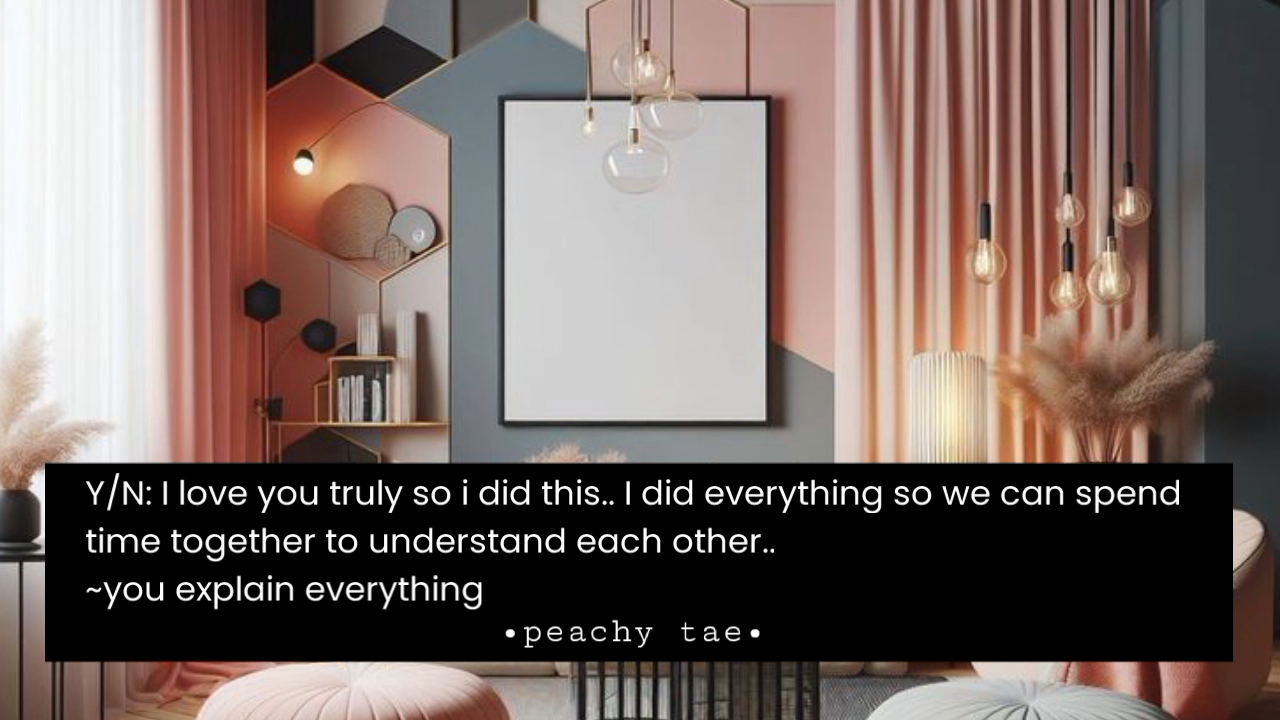 Y/N: I love you truly so i did this.. I did everything so we can spend
time together to understand each other..
~you explain everything
•peachy tae•